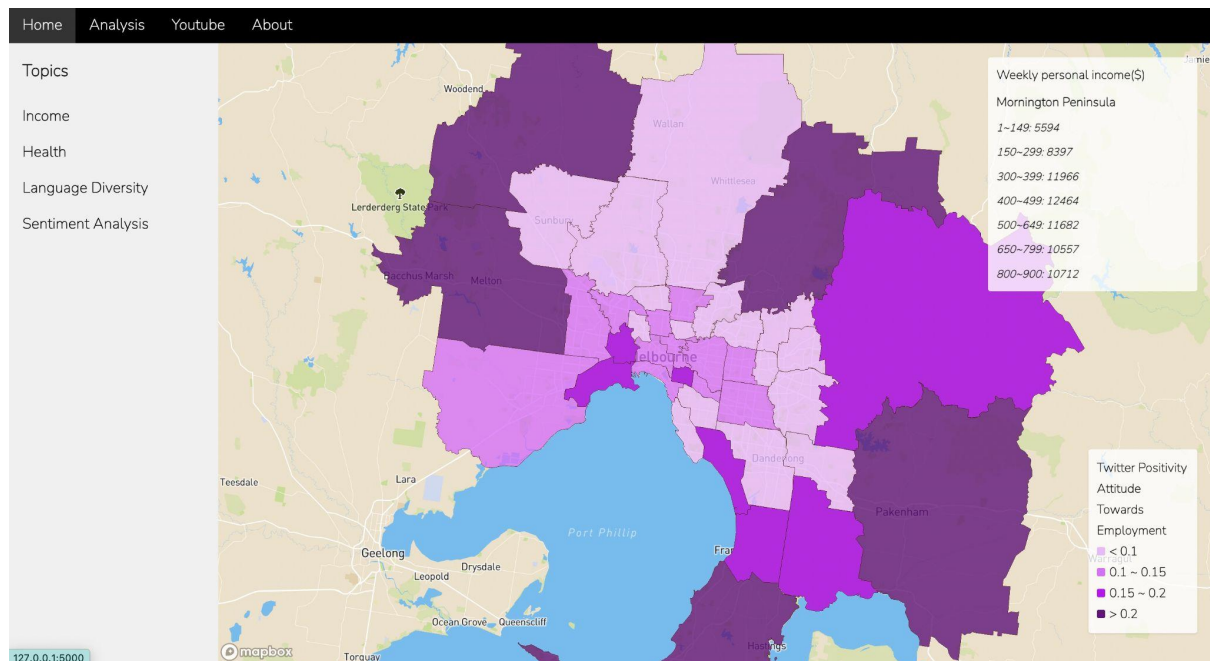 Home Analysis Youtube About
Topics
Income
Health
Language Diversity
Sentiment Analysis
Woodend
Wallan
Lerderderg State Park
Whittlesea
Sunbury
Bacchus Marsh
Melton
elbourne
Dandenong
Teesdale
Lara
Pakenham
Port Phillip
Geelong
Fra
Drysdale
Leopold
Ocean Grove
Queenscliff
Hastings
Torquay
Jamie
Warragul
Weekly personal income($)
Mornington Peninsula
1~149: 5594
150~299: 8397
300~399: 11966
400~499: 12464
500~649: 11682
650~799: 10557
800~900: 10712
Twitter Positivity
Attitude
Towards
Employment
< 0.1
0.1 ~ 0.15
0.15 ~ 0.2
> 0.2
mapbox
127.0.0.1:5000